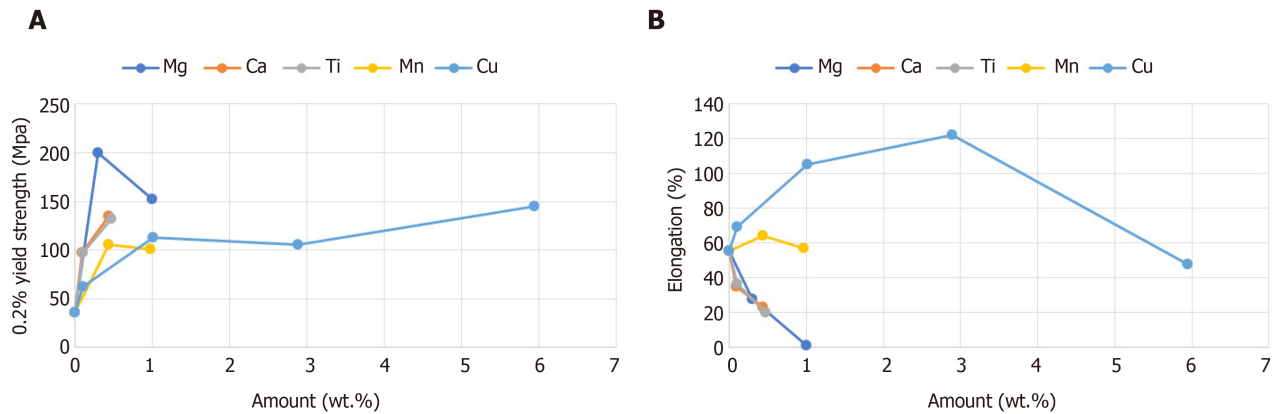 A
Mg Ca Ti Mn Cu
0.2% yield strength (Mpa)
250
200
150
100
50
0
0 1 2 3 4 5 6 7
Amount (wt.%)
B
Mg Ca Ti Mn Cu
Elongation (%)
140
120
100
80
60
40
20
0
0 1 2 3 4 5 6 7
Amount (wt.%)